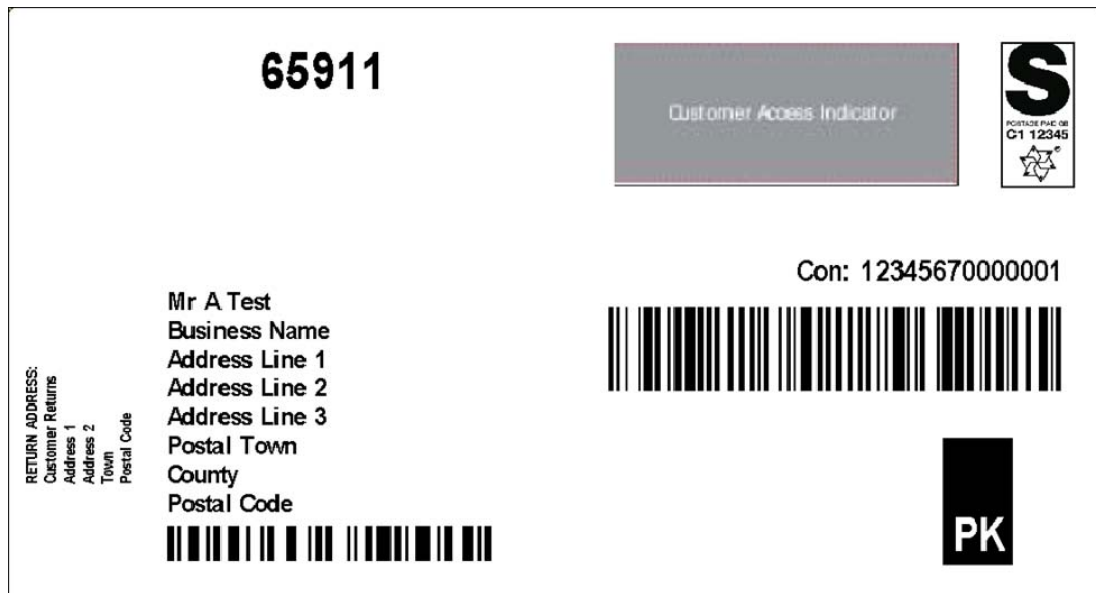 65911
Customer Access Indicator
S
POSTAGE PAID GB
C1 12345
Con: 12345670000001
Mr A Test
Business Name
Address Line 1
Address Line 2
Address Line 3
Postal Town
County
Postal Code
RETURN ADDRESS:
Customer Returns
Address 1
Address 2
Town
Postal Code
PK